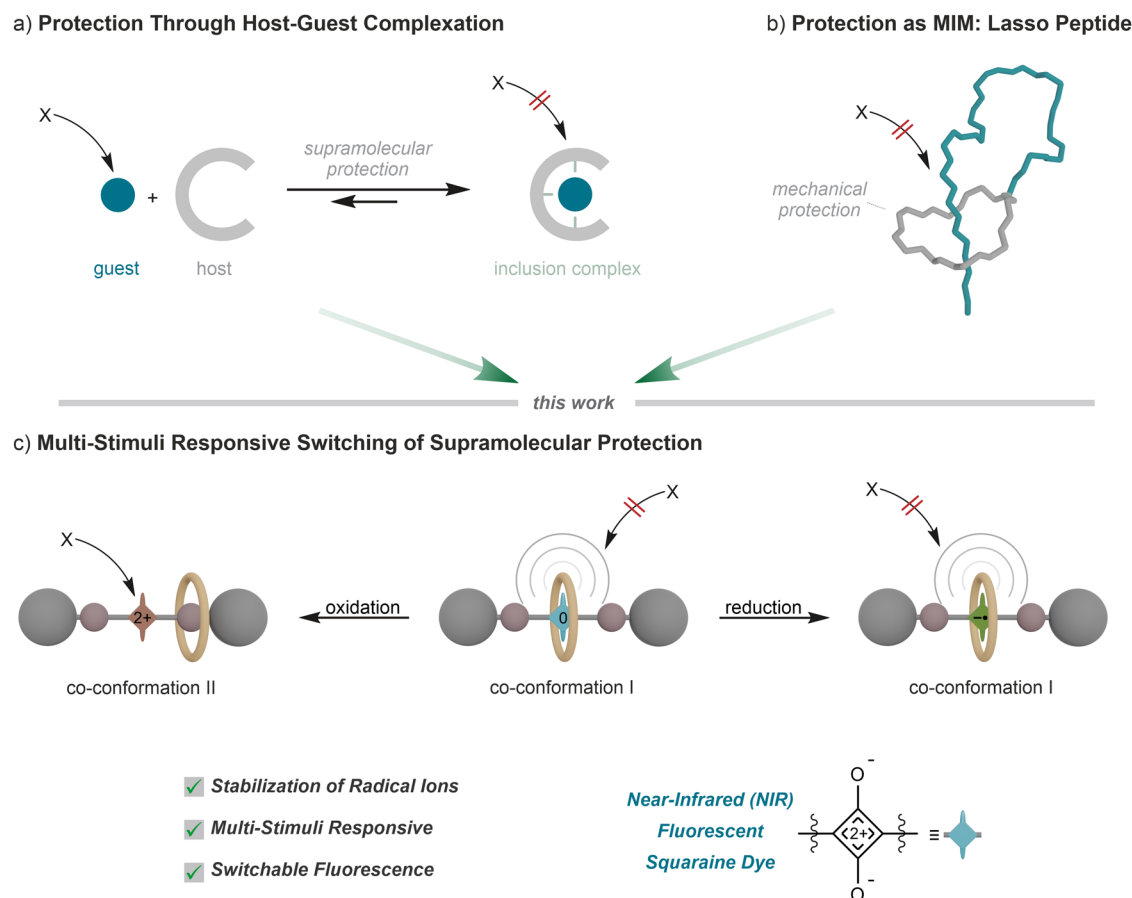 a) Protection Through Host-Guest Complexation
b) Protection as MIM: Lasso Peptide
X
X
X
supramolecular
protection
+
mechanical
protection
guest
host
inclusion complex
this work
c) Multi-Stimuli Responsive Switching of Supramolecular Protection
X
X
X
2+
oxidation
0
reduction
−•
co-conformation II
co-conformation I
co-conformation I
Stabilization of Radical Ions
Multi-Stimuli Responsive
Switchable Fluorescence
Near-Infrared (NIR)
Fluorescent
Squaraine Dye
O-
2+
≡
O-